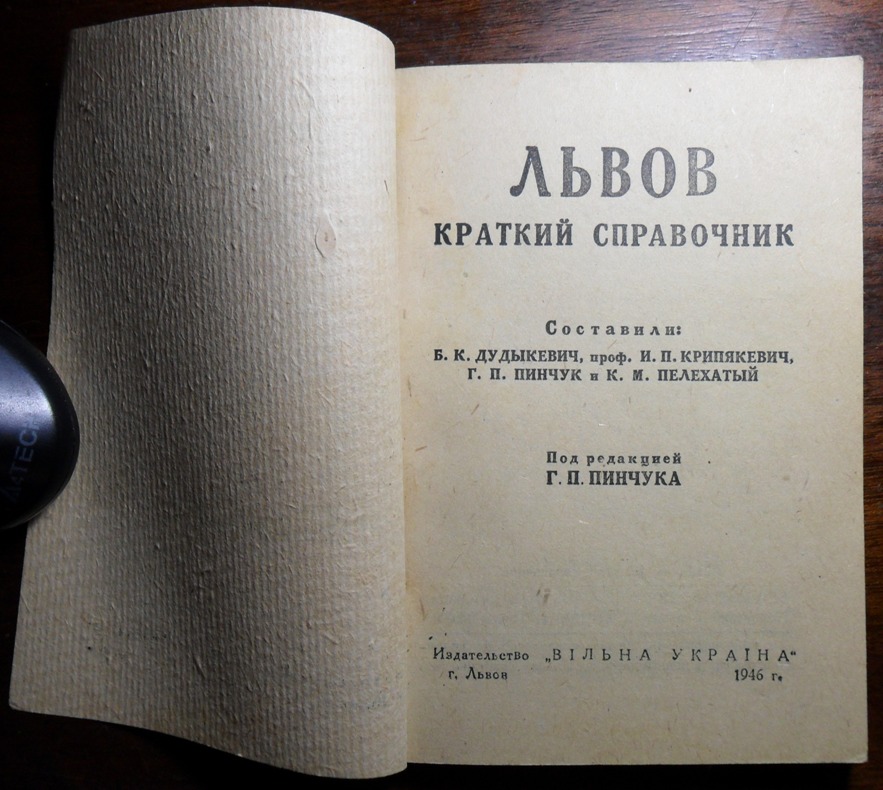 ЛЬВОВ
КРАТКИЙ СПРАВОЧНИК
Составили:
Б. К. ДУДЫКЕВИЧ, проф. И. П. КРИПЯКЕВИЧ,
Г. П. ПИНЧУК и К. М. ПЕЛЕХАТЫЙ
Под редакцией
Г. П. ПИНЧУКА
Издательство „ВІЛЬНА УКРАЇНА“
г. Львов 1946 г.